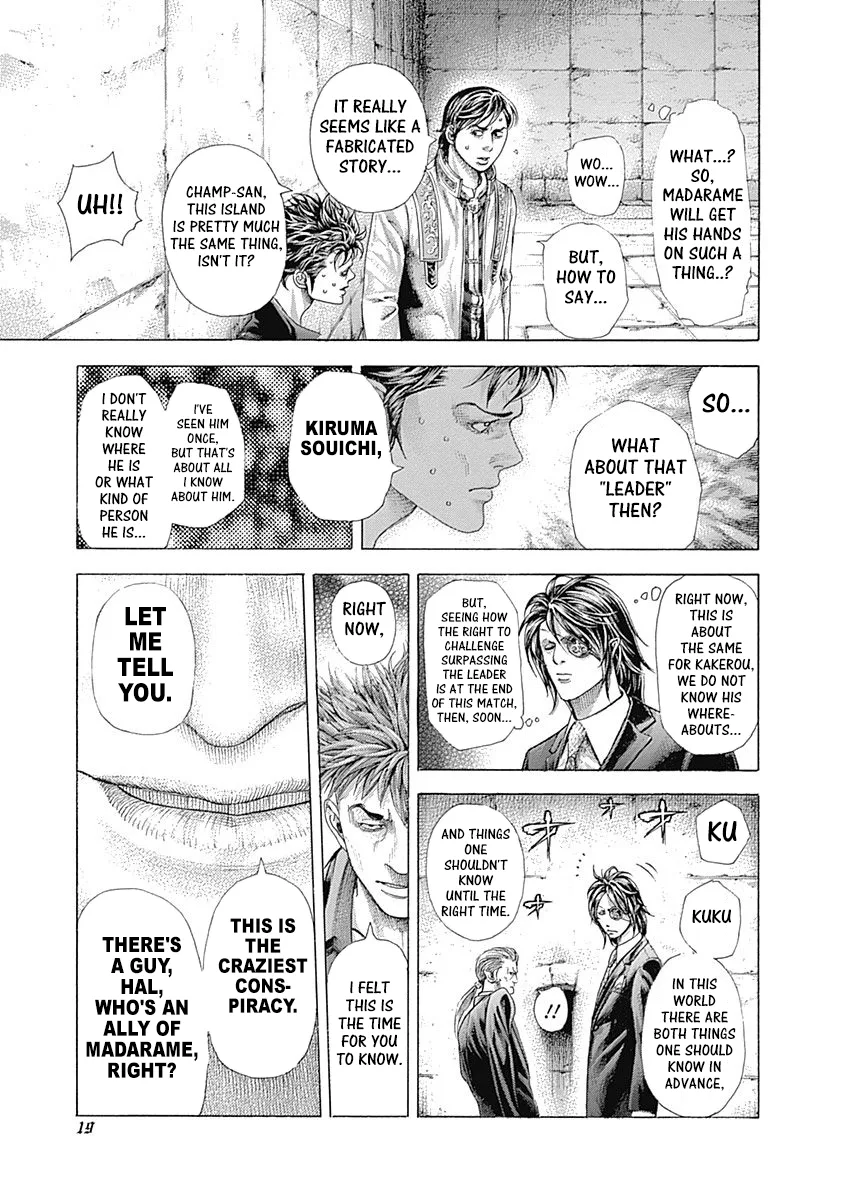 WHAT...?
SO,
MADARAME
WILL GET
HIS HANDS
ON SUCH A
THING..?
WO...
WOW...
BUT,
HOW TO
SAY...
IT REALLY
SEEMS LIKE A
FABRICATED
STORY...
CHAMP-SAN,
THIS ISLAND
IS PRETTY MUCH
THE SAME THING,
ISN'T IT?
UH!!
SO...
WHAT
ABOUT THAT
"LEADER"
THEN?
KIRUMA
SOUICHI,
I'VE
SEEN HIM
ONCE,
BUT THAT'S
ABOUT ALL
I KNOW
ABOUT HIM.
I DON'T
REALLY
KNOW
WHERE
HE IS
OR WHAT
KIND OF
PERSON
HE IS...
RIGHT NOW,
THIS IS
ABOUT
THE SAME
FOR KAKEROU,
WE DO NOT
KNOW HIS
WHERE-
ABOUTS...
BUT,
SEEING HOW
THE RIGHT TO
CHALLENGE
SURPASSING
THE LEADER
IS AT THE END
OF THIS MATCH,
THEN, SOON...
KU
KUKU
IN THIS
WORLD
THERE ARE
BOTH THINGS
ONE SHOULD
KNOW IN
ADVANCE,
AND THINGS
ONE
SHOULDN'T
KNOW
UNTIL THE
RIGHT TIME.
オ
オ
オ
オ
!!
RIGHT
NOW,
I FELT
THIS IS
THE TIME
FOR YOU
TO KNOW.
LET
ME
TELL
YOU.
THIS IS
THE
CRAZIEST
CONS-
PIRACY.
THERE'S
A GUY,
HAL,
WHO'S AN
ALLY OF
MADARAME,
RIGHT?
19